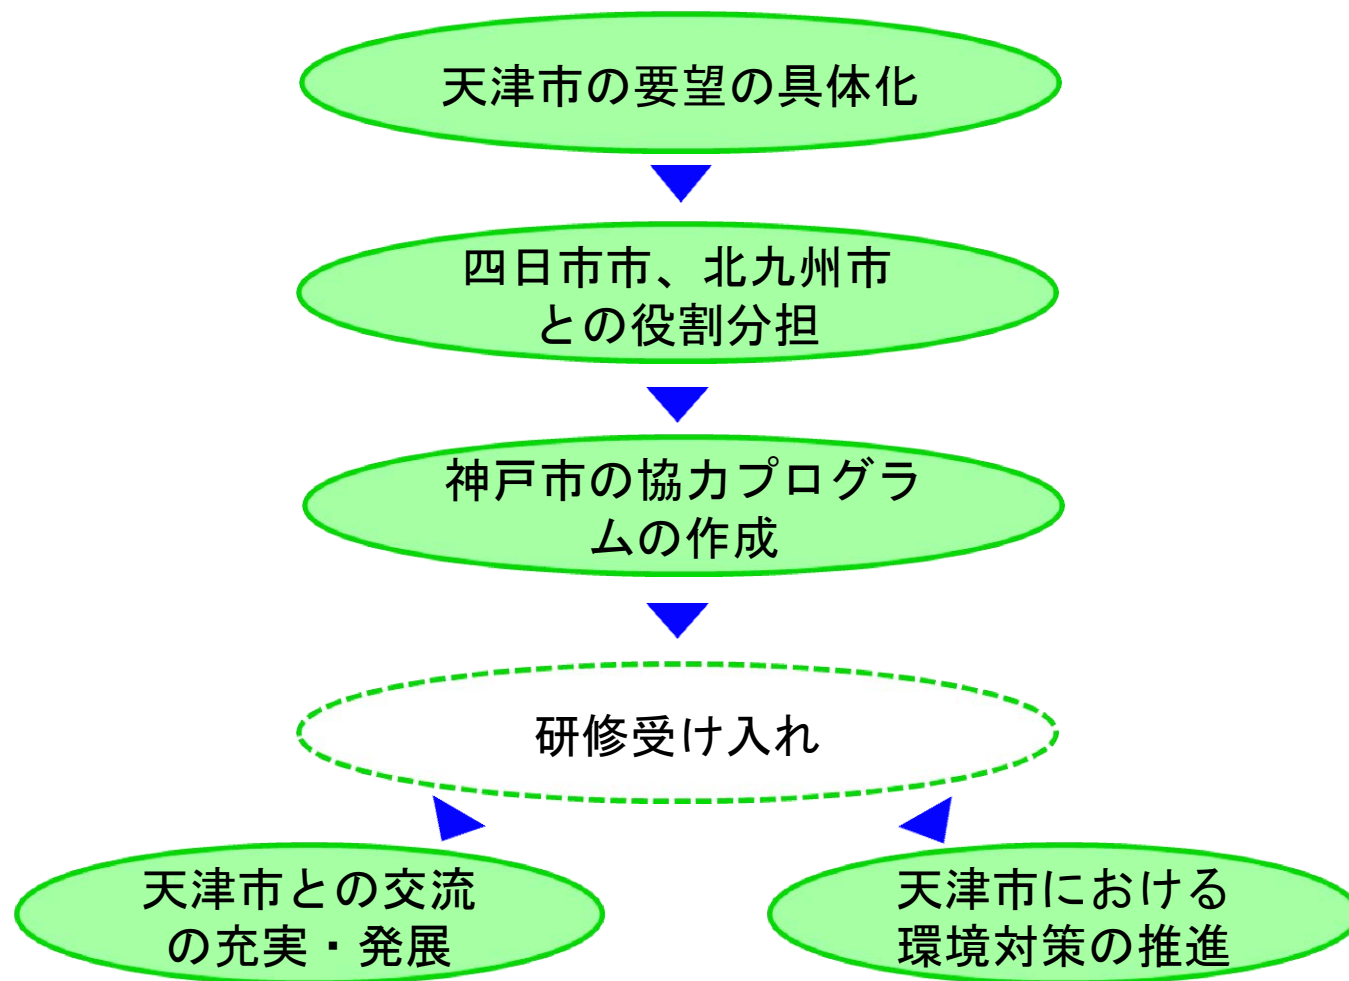 天津市の要望の具体化
四日市市、北九州市
との役割分担
神戸市の協力プログラ
ムの作成
研修受け入れ
天津市との交流
の充実・発展
天津市における
環境対策の推進